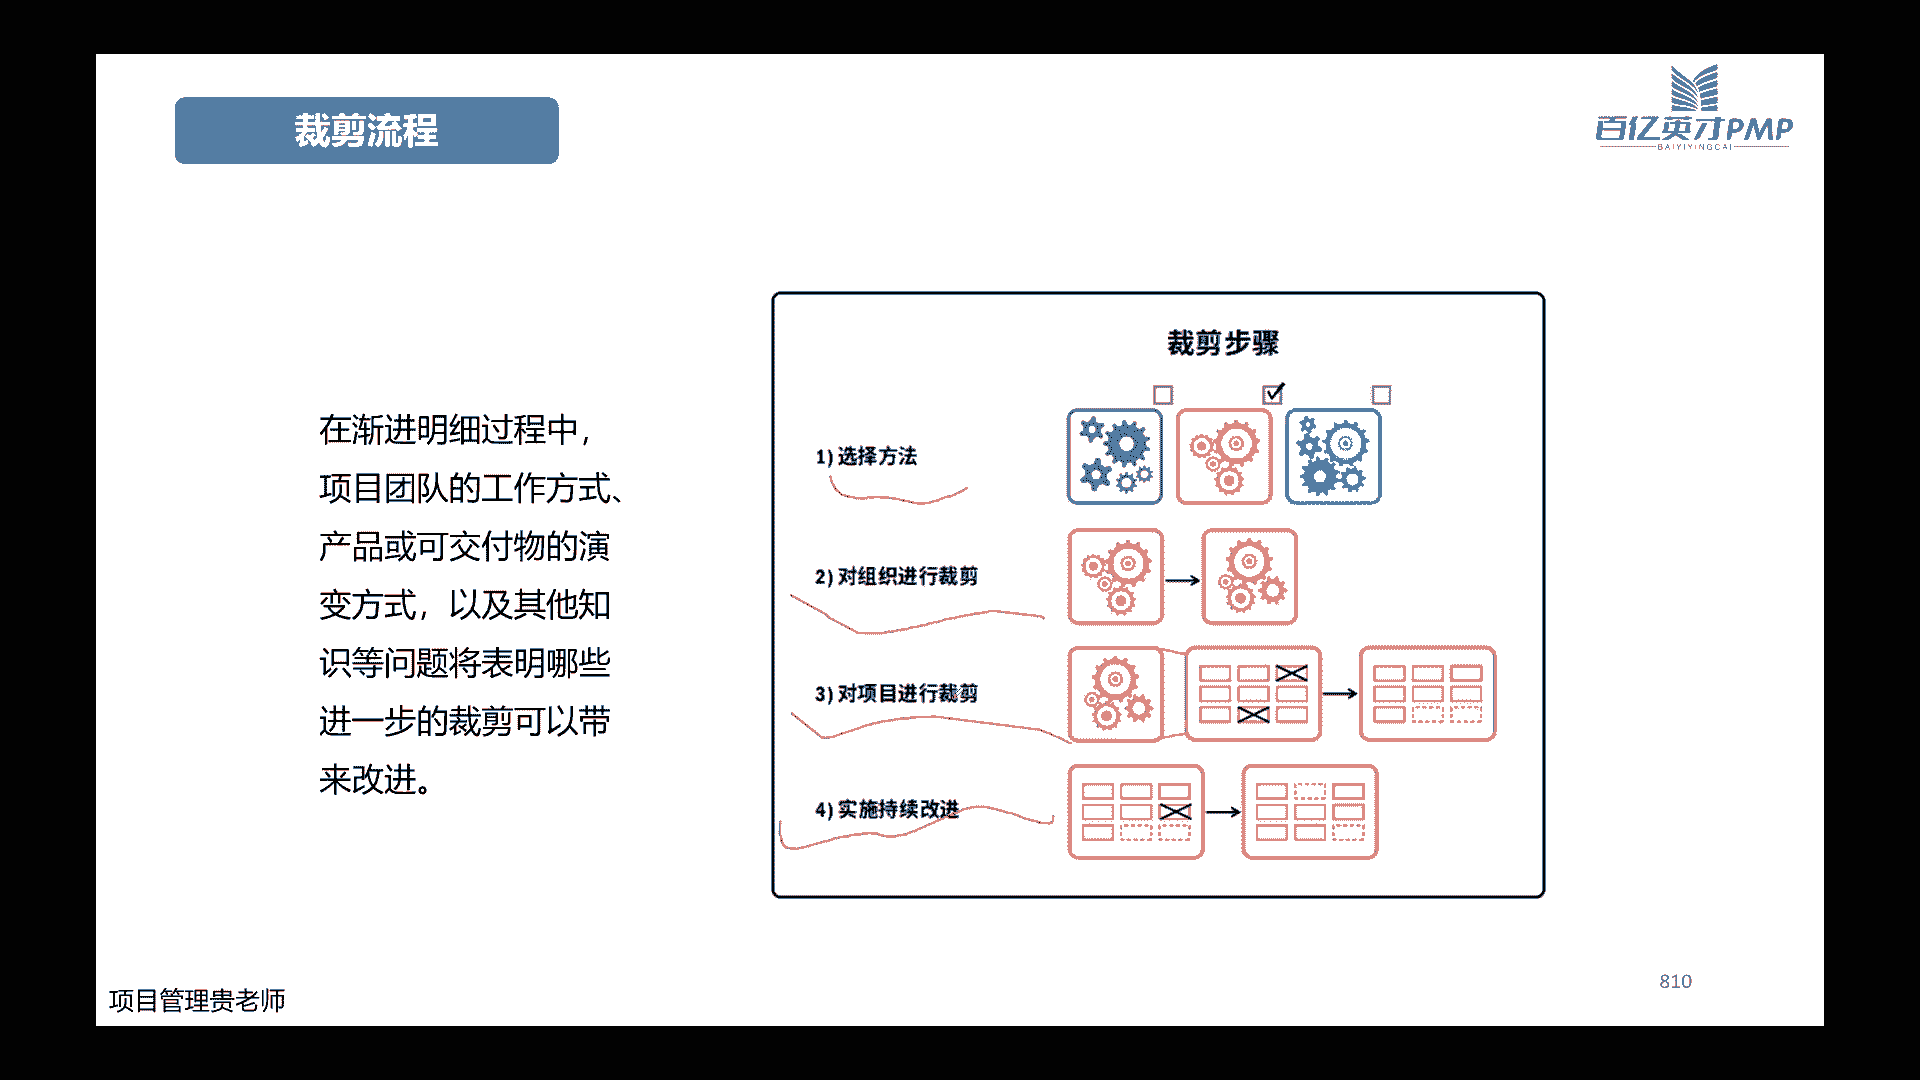 裁剪流程
百亿英才PMP
BAIYIYINGCAI
在渐进明细过程中，
项目团队的工作方式、
产品或可交付物的演
变方式，以及其他知
识等问题将表明哪些
进一步的裁剪可以带
来改进。
裁剪步骤
1) 选择方法
2) 对组织进行裁剪
3) 对项目进行裁剪
4) 实施持续改进
810
项目管理贵老师